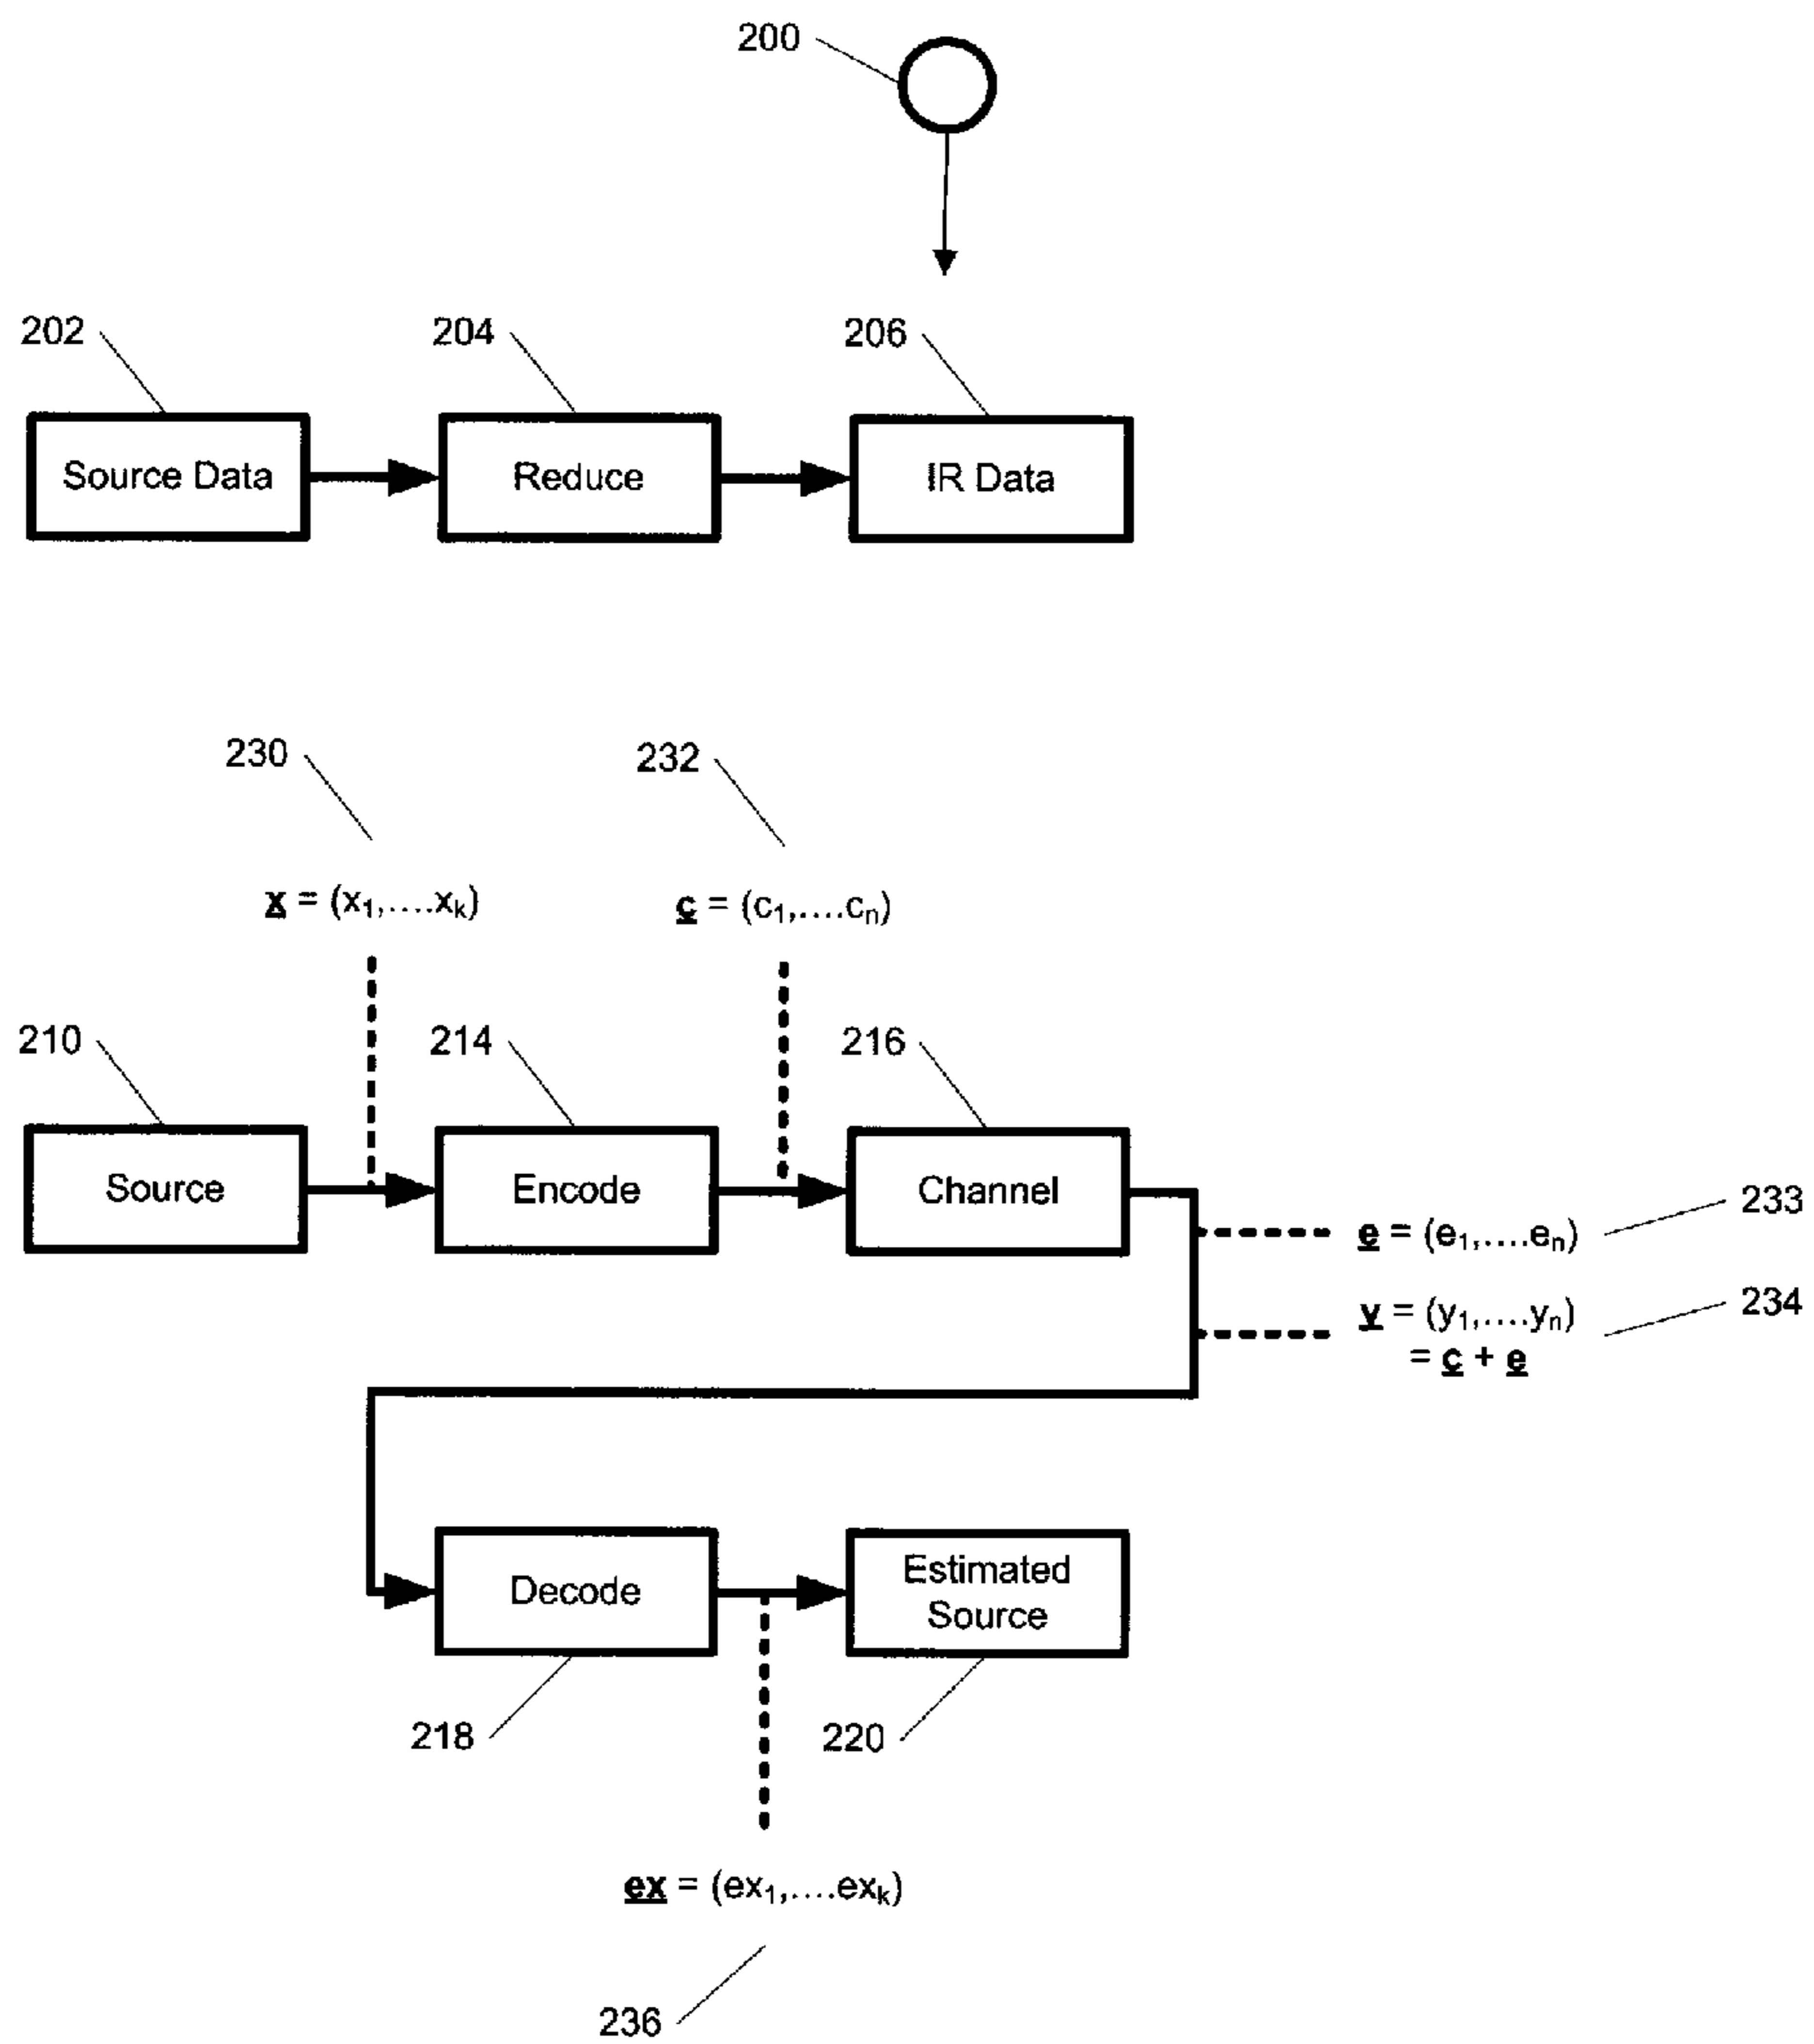 200
202
204
206
Source Data
Reduce
IR Data
230
232
x = (x1,....xk)
c = (c1,....cn)
210
214
216
Source
Encode
Channel
233
e = (e1,....en)
234
y = (y1,....yn)
= c + e
Decode
Estimated
Source
218
220
ex = (ex1,....exk)
236